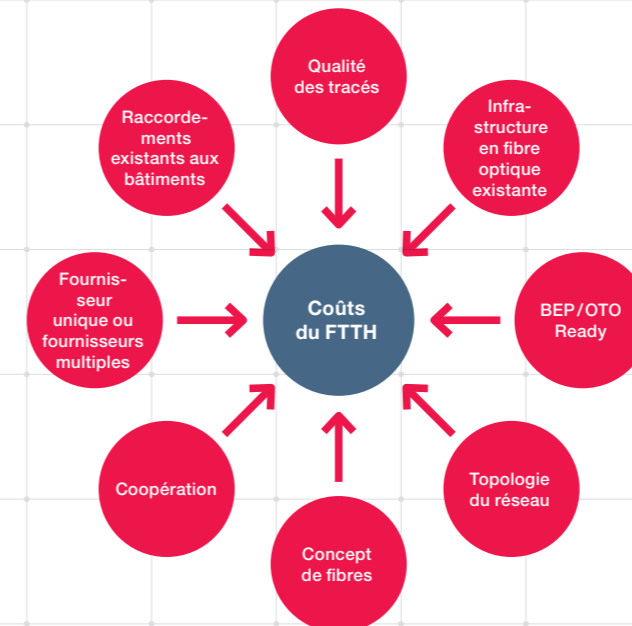 Qualité
des tracés
Infra-
structure
en fibre
optique
existante
BEP/OTO
Ready
Topologie
du réseau
Concept
de fibres
Coopération
Fournis-
seur
unique ou
fournisseurs
multiples
Raccorde-
ments
existants aux
bâtiments
Coûts
du FTTH